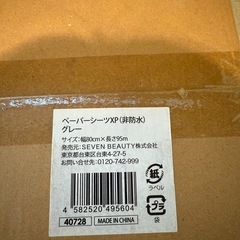 ペーパーシーツXP(非防水)
グレー
サイズ:幅80cm×長さ95m
発売元:SEVEN BEAUTY株式会社
東京都台東区台東4-27-5
お問い合わせ先:0120-742-999
紙
ラベル
プラ
袋
4 582520 495604
40728 MADE IN CHINA